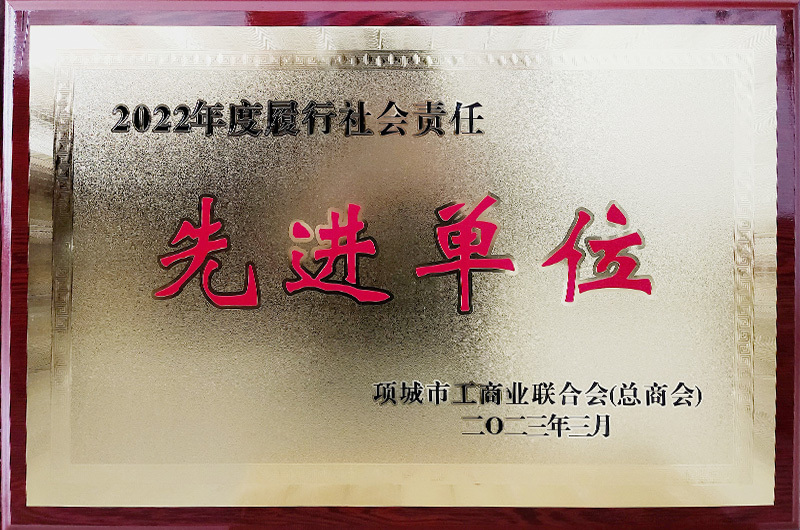 2022年度履行社会责任
先进单位
项城市工商业联合会(总商会)
二〇二三年三月